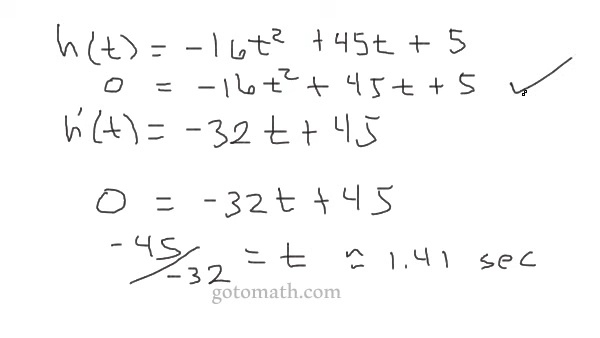 h(t) = -16t² + 45t + 5
0 = -16t² + 45t + 5 ✓
h'(t) = -32t + 45
0 = -32t + 45
-45/-32 = t ≈ 1.41 sec
gotomath.com